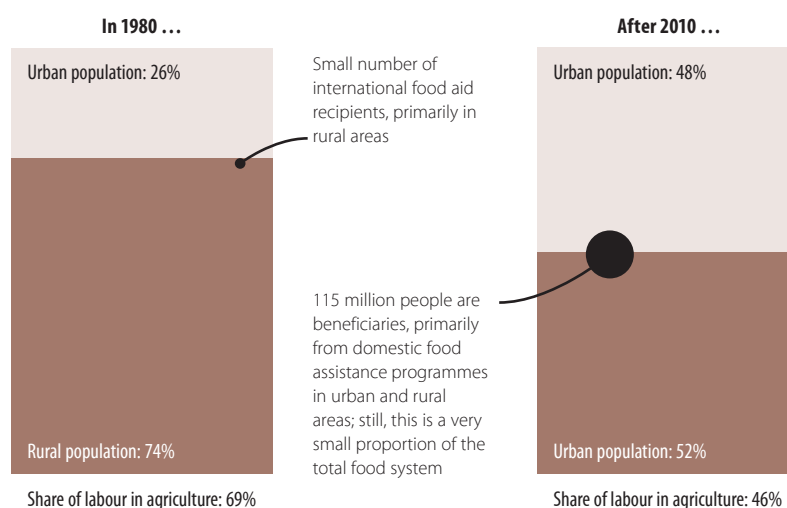 In 1980 …
Urban population: 26%
Rural population: 74%
Share of labour in agriculture: 69%
Small number of
international food aid
recipients, primarily in
rural areas
115 million people are
beneficiaries, primarily
from domestic food
assistance programmes
in urban and rural
areas; still, this is a very
small proportion of the
total food system
After 2010 …
Urban population: 48%
Urban population: 52%
Share of labour in agriculture: 46%